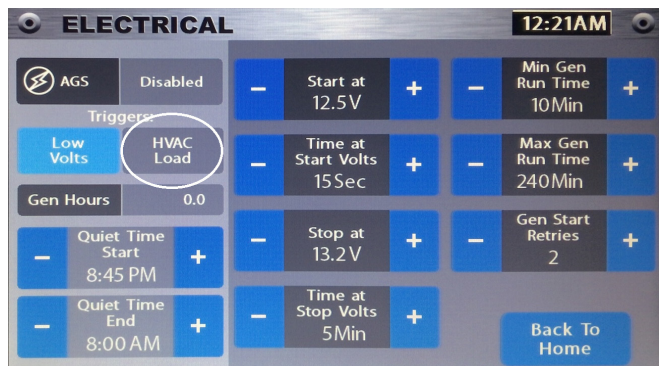 ELECTRICAL
12:21AM
AGS
Disabled
Triggers:
Low
Volts
HVAC
Load
Gen Hours
0.0
−
Quiet Time
Start
8:45 PM
+
−
Quiet Time
End
8:00 AM
+
−
Start at
12.5V
+
−
Time at
Start Volts
15Sec
+
−
Stop at
13.2V
+
−
Time at
Stop Volts
5Min
+
−
Min Gen
Run Time
10Min
+
−
Max Gen
Run Time
240Min
+
−
Gen Start
Retries
2
+
Back To
Home